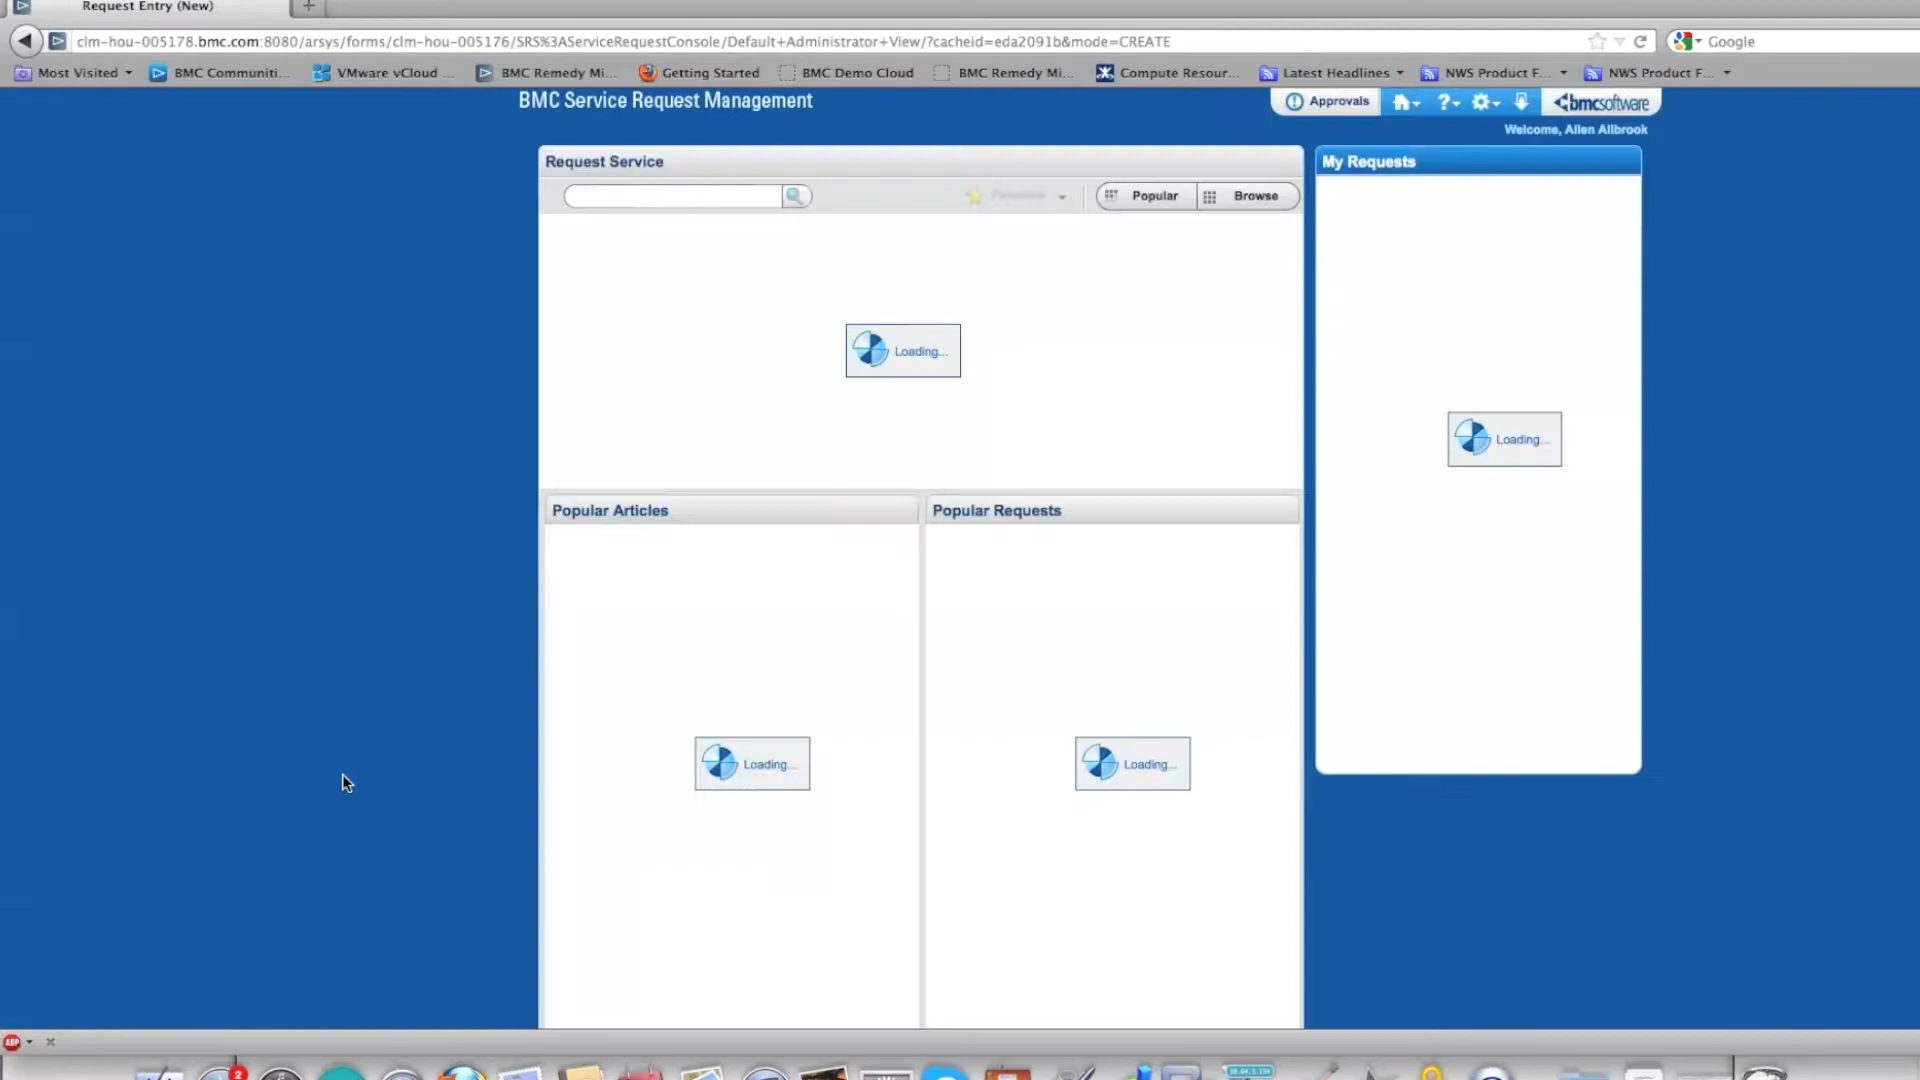 Request Entry (New)
clm-hou-005178.bmc.com:8080/arsys/forms/clm-hou-005176/SRS%3AServiceRequestConsole/Default+Administrator+View/?cacheid=eda2091b&mode=CREATE
Google
Most Visited
BMC Communiti...
VMware vCloud ...
BMC Remedy Mi...
Getting Started
BMC Demo Cloud
BMC Remedy Mi...
Compute Resour...
Latest Headlines
NWS Product F...
NWS Product F...
BMC Service Request Management
Approvals
bmcsoftware
Welcome, Allen Allbrook
Request Service
Popular
Browse
My Requests
Loading...
Loading...
Popular Articles
Popular Requests
Loading...
Loading...
ABP
2